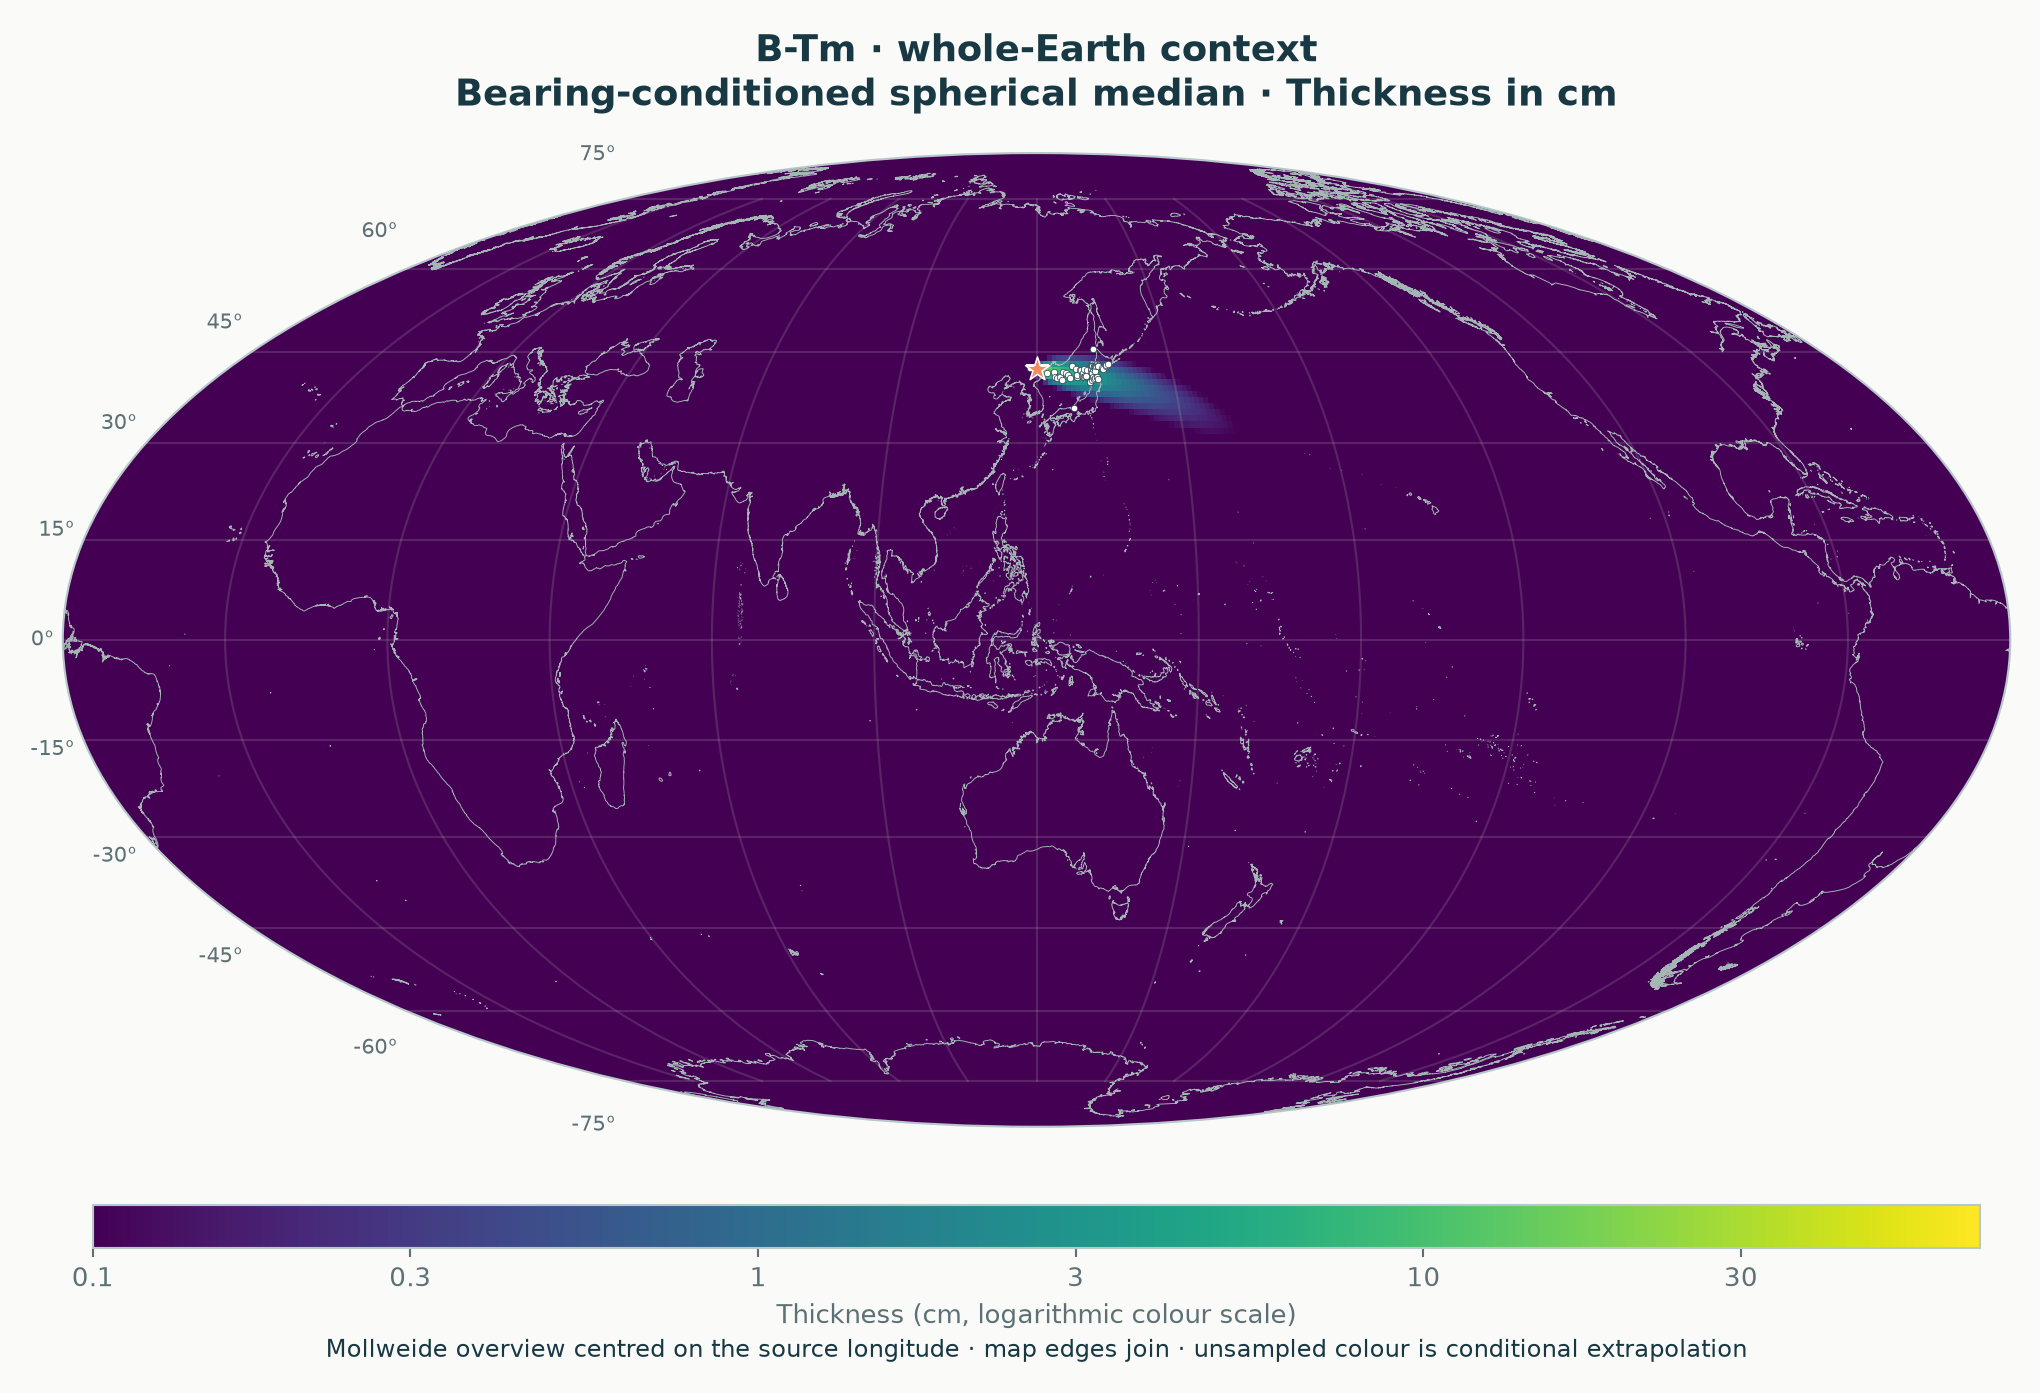 B-Tm · whole-Earth context
Bearing-conditioned spherical median · Thickness in cm
75°
60°
45°
30°
15°
0°
-15°
-30°
-45°
-60°
-75°
0.1 0.3 1 3 10 30
Thickness (cm, logarithmic colour scale)
Mollweide overview centred on the source longitude · map edges join · unsampled colour is conditional extrapolation